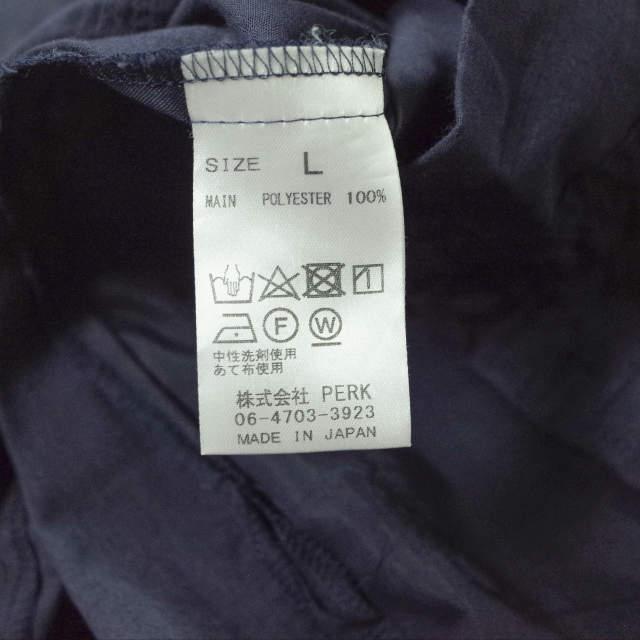 SIZE L
MAIN POLYESTER 100%
F W
中性洗剤使用
あて布使用
株式会社 PERK
06-4703-3923
MADE IN JAPAN